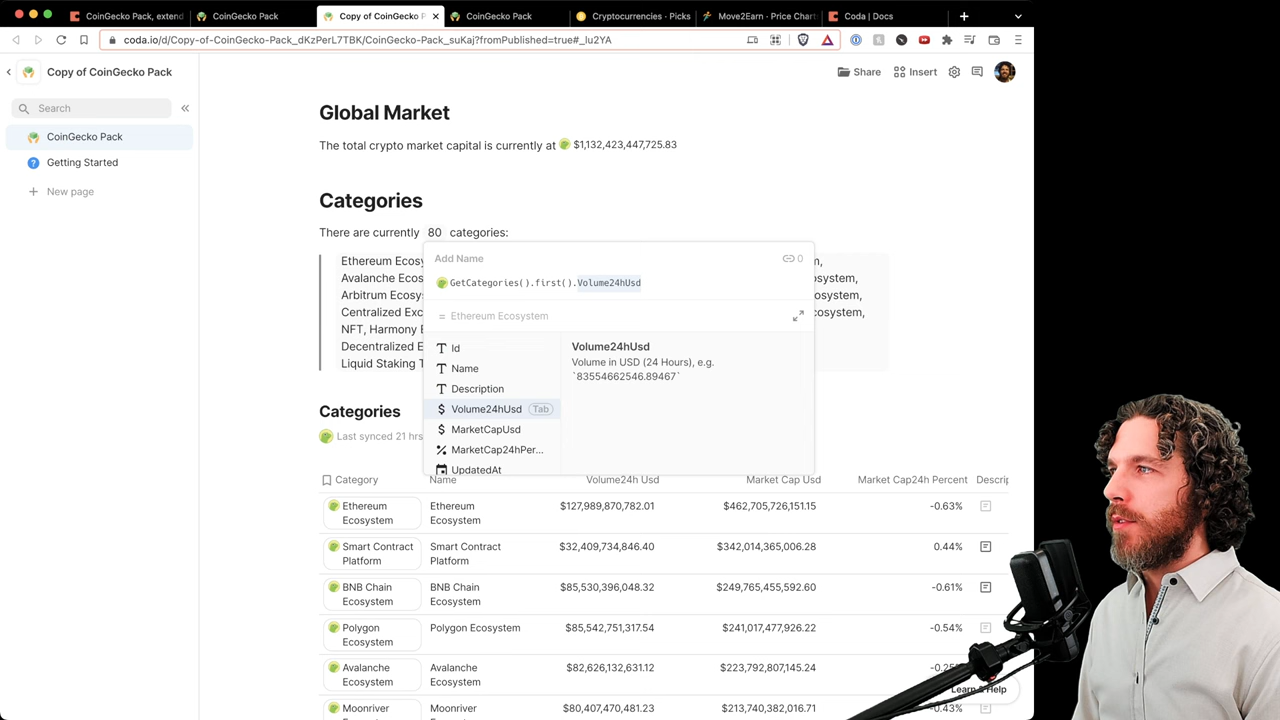 CoinGecko Pack, extend
CoinGecko Pack
Copy of CoinGecko P
CoinGecko Pack
Cryptocurrencies - Picks
Move2Earn - Price Chart
Coda | Docs
coda.io/d/Copy-of-CoinGecko-Pack_dKzPerL7TBK/CoinGecko-Pack_suKaj?fromPublished=true#_lu2YA
Copy of CoinGecko Pack
Share
Insert
Search
CoinGecko Pack
Getting Started
New page
Global Market
The total crypto market capital is currently at $1,132,423,447,725.83
Categories
There are currently 80 categories:
Ethereum Ecosy
m,
Avalanche Ecos
system,
Arbitrum Ecosys
osystem,
Centralized Exc
cosystem,
NFT, Harmony E
Decentralized E
Liquid Staking T
Add Name
0
GetCategories().first().Volume24hUsd
= Ethereum Ecosystem
Id
Name
Description
Volume24hUsd Tab
MarketCapUsd
MarketCap24hPer...
UpdatedAt
Volume24hUsd
Volume in USD (24 Hours), e.g.
`83554662546.89467`
Categories
Last synced 21 hrs
Category Name Volume24h Usd Market Cap Usd Market Cap24h Percent Descrip
Ethereum Ecosystem Ethereum Ecosystem $127,989,870,782.01 $462,705,726,151.15 -0.63%
Smart Contract Platform Smart Contract Platform $32,409,734,846.40 $342,014,365,006.28 0.44%
BNB Chain Ecosystem BNB Chain Ecosystem $85,530,396,048.32 $249,765,455,592.60 -0.61%
Polygon Ecosystem Polygon Ecosystem $85,542,751,317.54 $241,017,477,926.22 -0.54%
Avalanche Ecosystem Avalanche Ecosystem $82,626,132,631.12 $223,792,807,145.24
Moonriver Moonriver $80,407,470,481.23 $213,740,382,016.71 -0.43%
Learn & Help